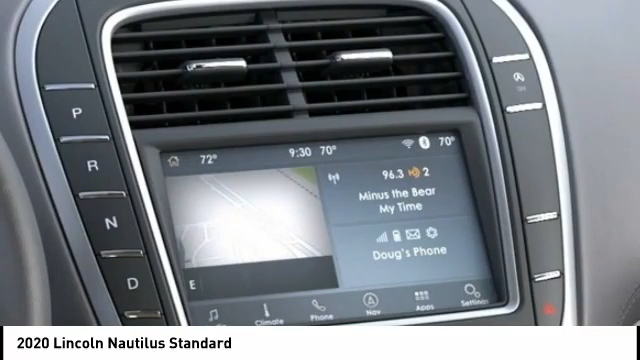 P
R
N
D
72°
9:30 70°
70°
96.3 HD 2
Minus the Bear
My Time
Doug's Phone
E
Climate
Phone
Nav
Apps
Settings
2020 Lincoln Nautilus Standard